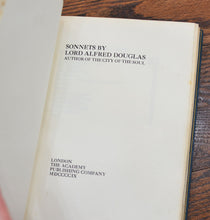 SONNETS BY
LORD ALFRED DOUGLAS
AUTHOR OF THE CITY OF THE SOUL
LONDON
THE ACADEMY
PUBLISHING COMPANY
MDCCCCIX